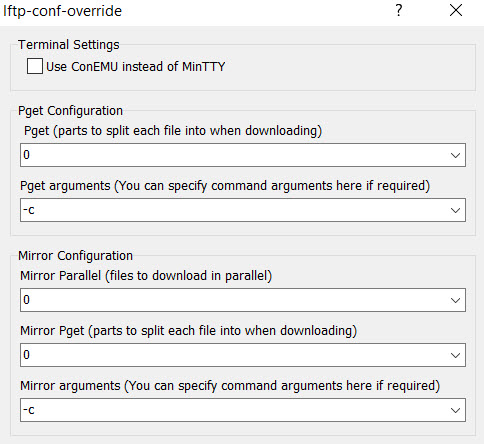 lftp-conf-override
?
Terminal Settings
Use ConEMU instead of MinTTY
Pget Configuration
Pget (parts to split each file into when downloading)
0
Pget arguments (You can specify command arguments here if required)
-c
Mirror Configuration
Mirror Parallel (files to download in parallel)
0
Mirror Pget (parts to split each file into when downloading)
0
Mirror arguments (You can specify command arguments here if required)
-c